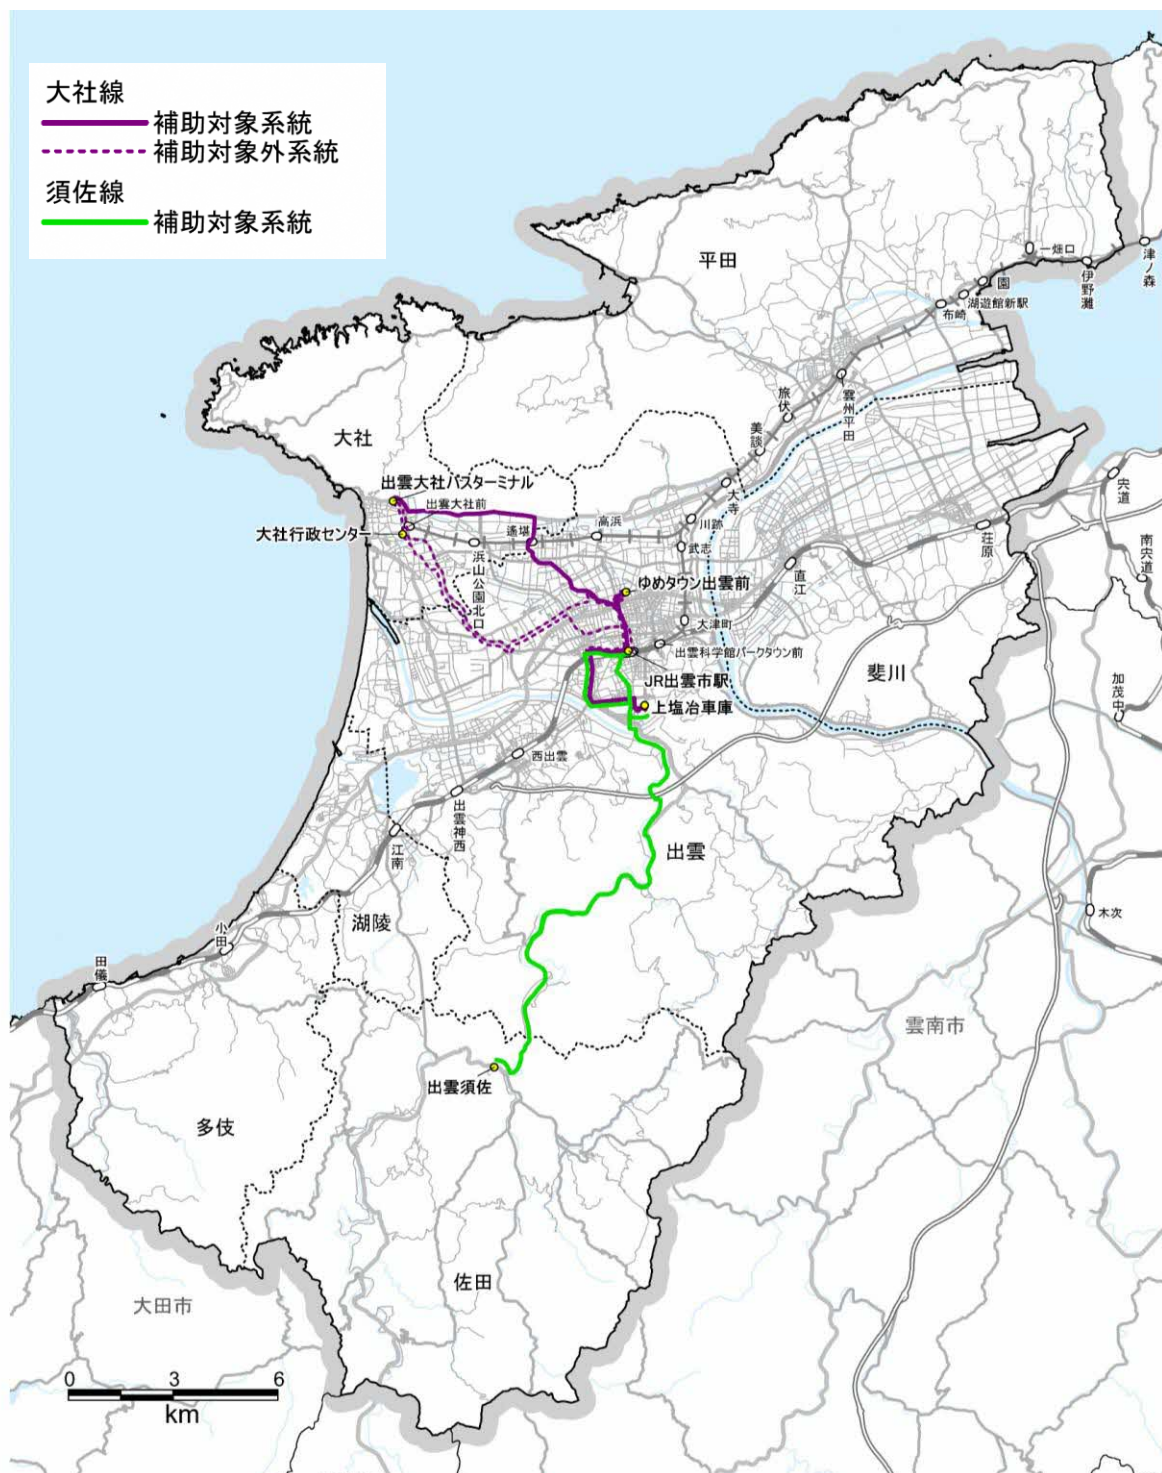 大社線
補助対象系統
補助対象外系統
須佐線
補助対象系統
平田
一畑口
津ノ森
伊野灘
園
湖遊館新駅
布崎
雲州平田
旅伏
美談
大寺
大社
出雲大社バスターミナル
出雲大社前
大社行政センター
浜山公園北口
遙堪
高浜
川跡
武志
宍道
荘原
南宍道
直江
ゆめタウン出雲前
大津町
出雲科学館パークタウン前
JR出雲市駅
斐川
加茂中
上塩冶車庫
西出雲
出雲神西
江南
出雲
木次
湖陵
小田
田儀
雲南市
出雲須佐
多伎
佐田
大田市
0 3 6
km